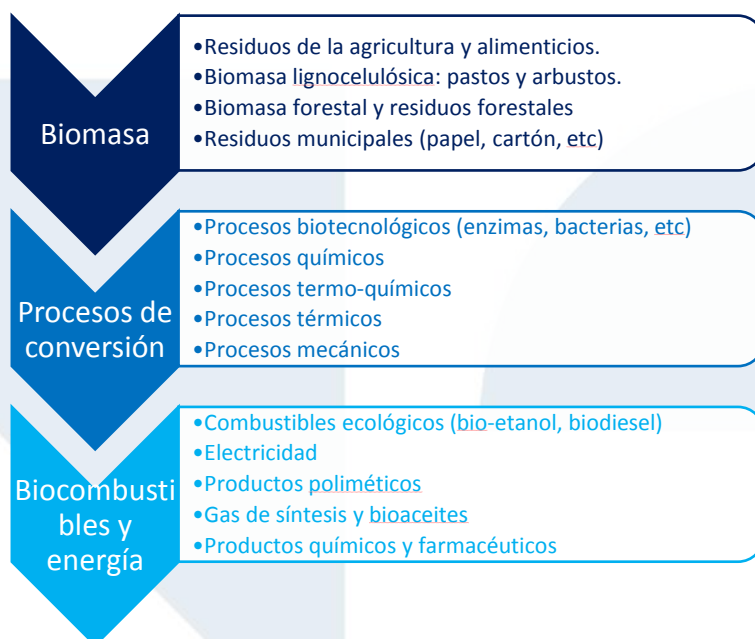 Biomasa
•Residuos de la agricultura y alimenticios.
•Biomasa lignocelulósica: pastos y arbustos.
•Biomasa forestal y residuos forestales
•Residuos municipales (papel, cartón, etc)
Procesos de
conversión
•Procesos biotecnológicos (enzimas, bacterias, etc)
•Procesos químicos
•Procesos termo-químicos
•Procesos térmicos
•Procesos mecánicos
Biocombusti
bles y
energía
•Combustibles ecológicos (bio-etanol, biodiesel)
•Electricidad
•Productos poliméticos
•Gas de síntesis y bioaceites
•Productos químicos y farmacéuticos